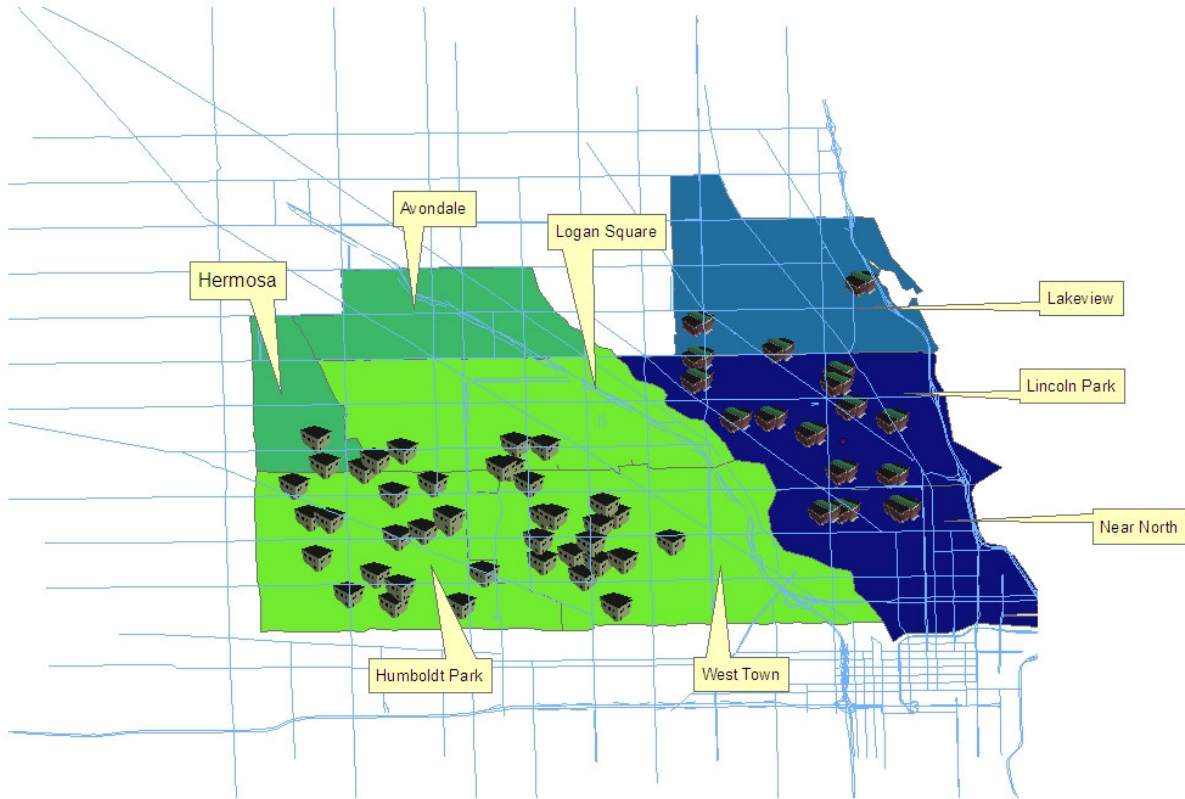 Avondale
Logan Square
Hermosa
Lakeview
Lincoln Park
Near North
Humboldt Park
West Town